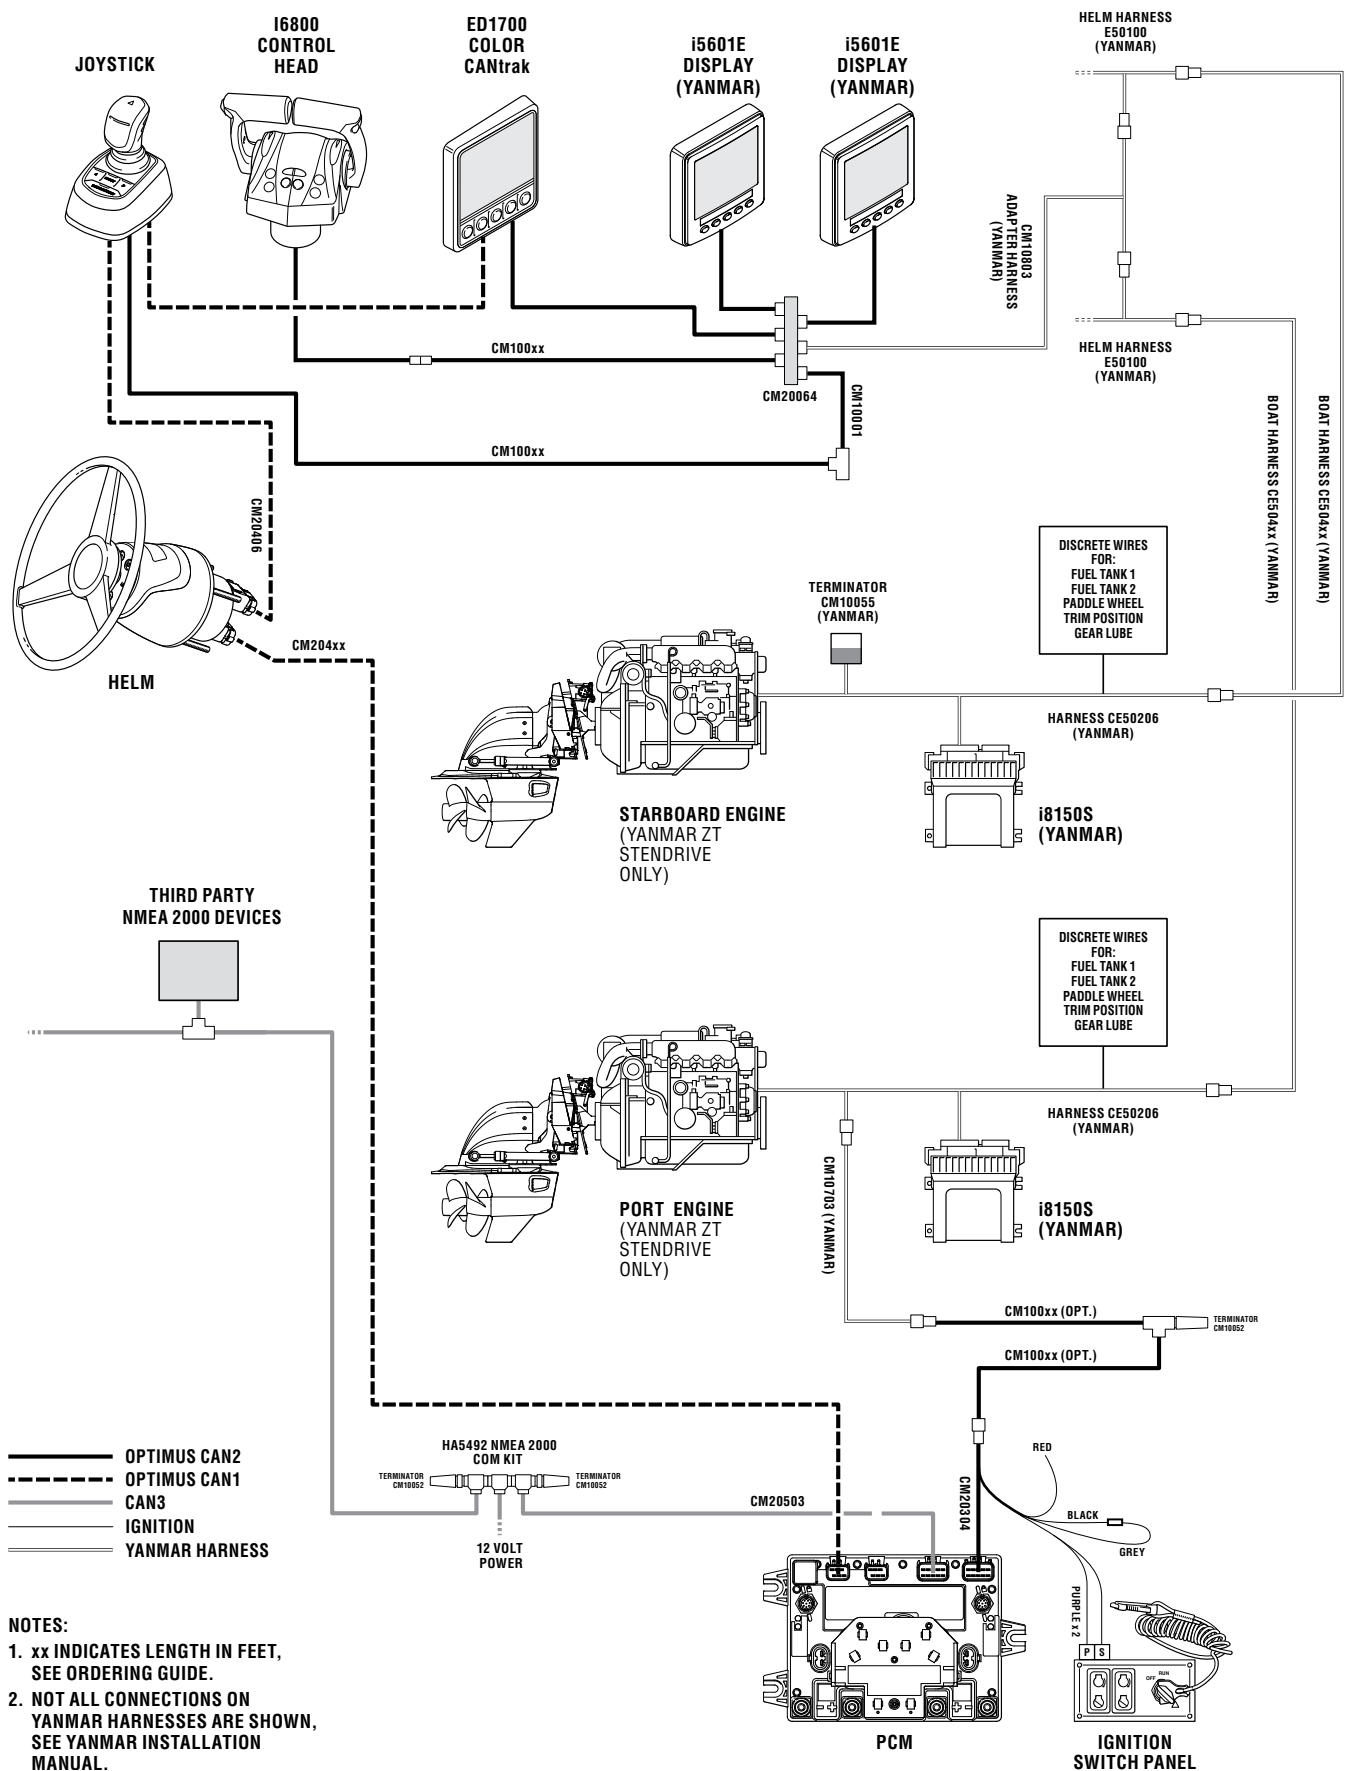 JOYSTICK
I6800
CONTROL
HEAD
ED1700
COLOR
CANtrak
i5601E
DISPLAY
(YANMAR)
i5601E
DISPLAY
(YANMAR)
HELM HARNESS
E50100
(YANMAR)
CM10803
ADAPTER HARNESS
(YANMAR)
HELM HARNESS
E50100
(YANMAR)
CM100xx
CM20064
CM10001
CM100xx
BOAT HARNESS CE504xx (YANMAR)
BOAT HARNESS CE504xx (YANMAR)
CM20406
CM204xx
HELM
TERMINATOR
CM10055
(YANMAR)
DISCRETE WIRES
FOR:
FUEL TANK 1
FUEL TANK 2
PADDLE WHEEL
TRIM POSITION
GEAR LUBE
HARNESS CE50206
(YANMAR)
STARBOARD ENGINE
(YANMAR ZT
STENDRIVE
ONLY)
i8150S
(YANMAR)
THIRD PARTY
NMEA 2000 DEVICES
DISCRETE WIRES
FOR:
FUEL TANK 1
FUEL TANK 2
PADDLE WHEEL
TRIM POSITION
GEAR LUBE
HARNESS CE50206
(YANMAR)
CM10703 (YANMAR)
PORT ENGINE
(YANMAR ZT
STENDRIVE
ONLY)
i8150S
(YANMAR)
CM100xx (OPT.)
TERMINATOR
CM10052
CM100xx (OPT.)
OPTIMUS CAN2
OPTIMUS CAN1
CAN3
IGNITION
YANMAR HARNESS
HA5492 NMEA 2000
COM KIT
TERMINATOR
CM10052
TERMINATOR
CM10052
12 VOLT
POWER
CM20503
CM20304
RED
BLACK
GREY
PURPLE x 2
P S
OFF
RUN
PCM
IGNITION
SWITCH PANEL
NOTES:
1. xx INDICATES LENGTH IN FEET,
SEE ORDERING GUIDE.
2. NOT ALL CONNECTIONS ON
YANMAR HARNESSES ARE SHOWN,
SEE YANMAR INSTALLATION
MANUAL.